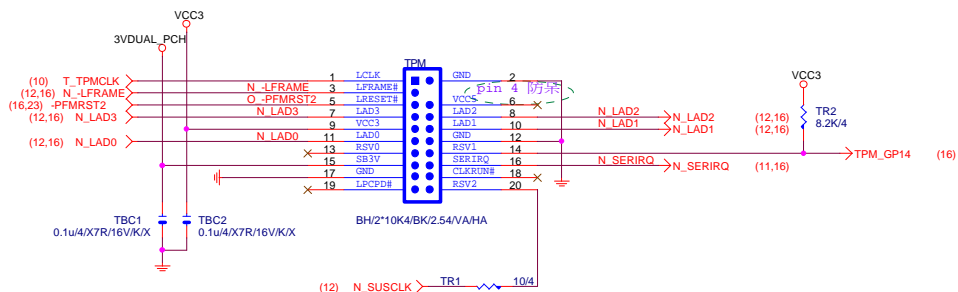 VCC3
3VDUAL_PCH
TPM
VCC3
(10) T_TPMCLK 1 LCLK GND 2
(12,16) N_-LFRAME N_-LFRAME 3 LFRAME# pin 4 防呆
(16,23) -PFMRST2 O_-PFMRST2 5 LRESET# VCC5 6
(12,16) N_LAD3 N_LAD3 7 LAD3 LAD2 8 N_LAD2 N_LAD2 (12,16)
9 VCC3 LAD1 10 N_LAD1 N_LAD1 (12,16)
TR2
8.2K/4
(12,16) N_LAD0 N_LAD0 11 LAD0 GND 12
13 RSV0 RSV1 14 TPM_GP14 (16)
15 SB3V SERIRQ 16 N_SERIRQ N_SERIRQ (11,16)
17 GND CLKRUN# 18
19 LPCPD# RSV2 20
TBC1 TBC2 BH/2*10K4/BK/2.54/VA/HA
0.1u/4/X7R/16V/K/X 0.1u/4/X7R/16V/K/X
(12) N_SUSCLK TR1 10/4